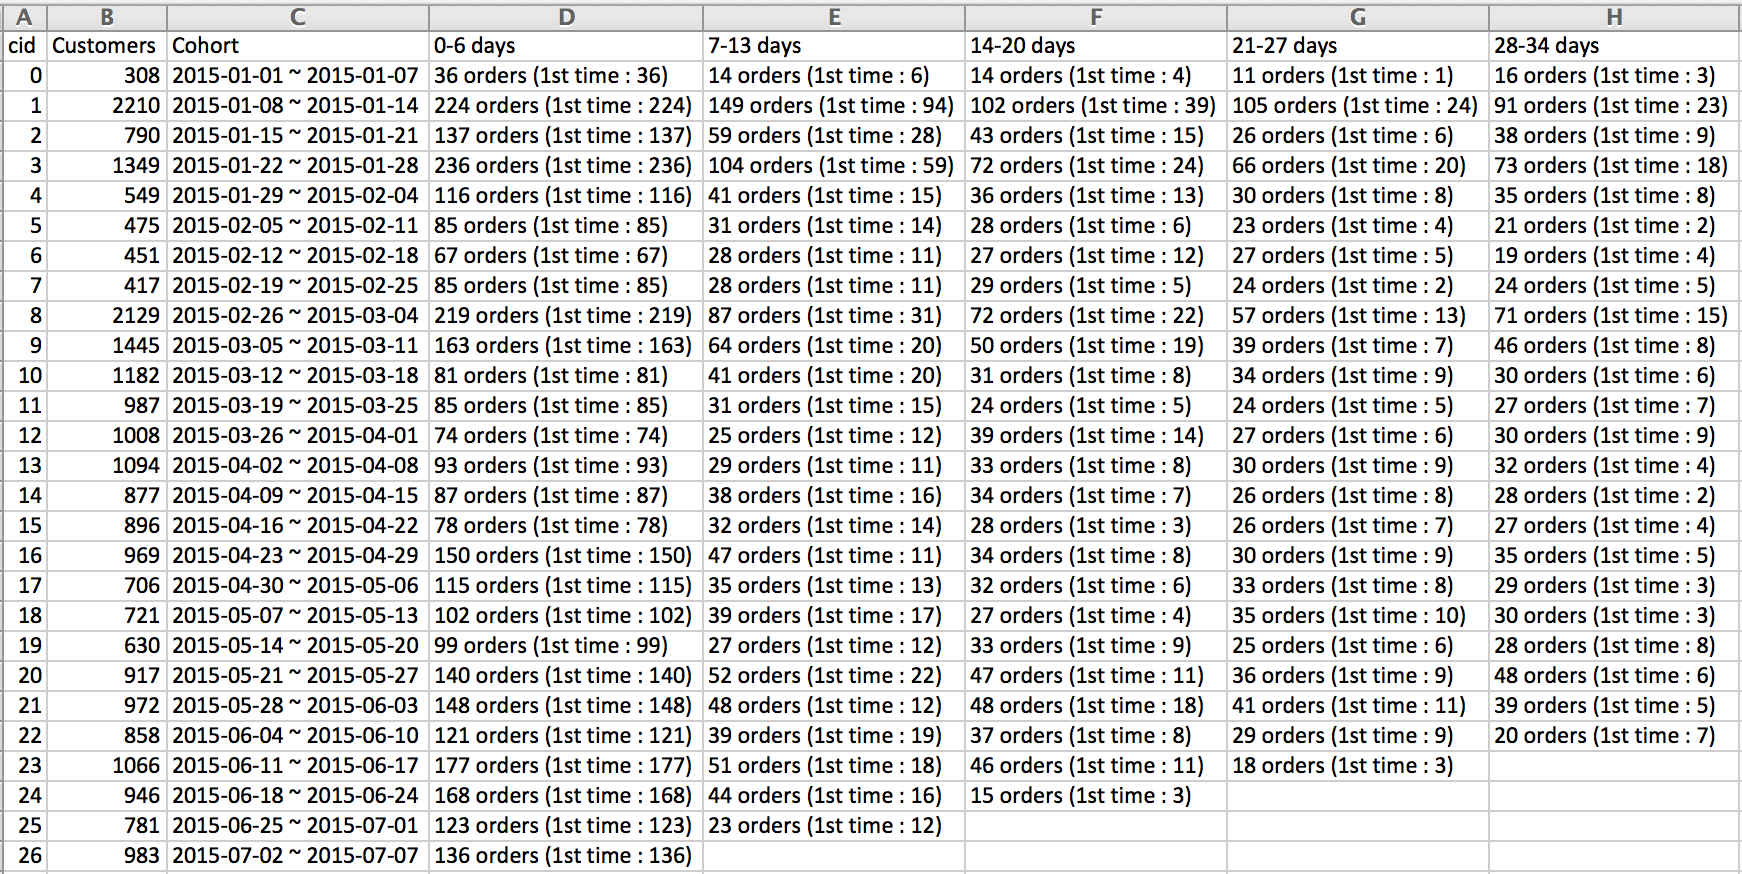 A B C D E F G H
cid Customers Cohort 0-6 days 7-13 days 14-20 days 21-27 days 28-34 days
0 308 2015-01-01 ~ 2015-01-07 36 orders (1st time : 36) 14 orders (1st time : 6) 14 orders (1st time : 4) 11 orders (1st time : 1) 16 orders (1st time : 3)
1 2210 2015-01-08 ~ 2015-01-14 224 orders (1st time : 224) 149 orders (1st time : 94) 102 orders (1st time : 39) 105 orders (1st time : 24) 91 orders (1st time : 23)
2 790 2015-01-15 ~ 2015-01-21 137 orders (1st time : 137) 59 orders (1st time : 28) 43 orders (1st time : 15) 26 orders (1st time : 6) 38 orders (1st time : 9)
3 1349 2015-01-22 ~ 2015-01-28 236 orders (1st time : 236) 104 orders (1st time : 59) 72 orders (1st time : 24) 66 orders (1st time : 20) 73 orders (1st time : 18)
4 549 2015-01-29 ~ 2015-02-04 116 orders (1st time : 116) 41 orders (1st time : 15) 36 orders (1st time : 13) 30 orders (1st time : 8) 35 orders (1st time : 8)
5 475 2015-02-05 ~ 2015-02-11 85 orders (1st time : 85) 31 orders (1st time : 14) 28 orders (1st time : 6) 23 orders (1st time : 4) 21 orders (1st time : 2)
6 451 2015-02-12 ~ 2015-02-18 67 orders (1st time : 67) 28 orders (1st time : 11) 27 orders (1st time : 12) 27 orders (1st time : 5) 19 orders (1st time : 4)
7 417 2015-02-19 ~ 2015-02-25 85 orders (1st time : 85) 28 orders (1st time : 11) 29 orders (1st time : 5) 24 orders (1st time : 2) 24 orders (1st time : 5)
8 2129 2015-02-26 ~ 2015-03-04 219 orders (1st time : 219) 87 orders (1st time : 31) 72 orders (1st time : 22) 57 orders (1st time : 13) 71 orders (1st time : 15)
9 1445 2015-03-05 ~ 2015-03-11 163 orders (1st time : 163) 64 orders (1st time : 20) 50 orders (1st time : 19) 39 orders (1st time : 7) 46 orders (1st time : 8)
10 1182 2015-03-12 ~ 2015-03-18 81 orders (1st time : 81) 41 orders (1st time : 20) 31 orders (1st time : 8) 34 orders (1st time : 9) 30 orders (1st time : 6)
11 987 2015-03-19 ~ 2015-03-25 85 orders (1st time : 85) 31 orders (1st time : 15) 24 orders (1st time : 5) 24 orders (1st time : 5) 27 orders (1st time : 7)
12 1008 2015-03-26 ~ 2015-04-01 74 orders (1st time : 74) 25 orders (1st time : 12) 39 orders (1st time : 14) 27 orders (1st time : 6) 30 orders (1st time : 9)
13 1094 2015-04-02 ~ 2015-04-08 93 orders (1st time : 93) 29 orders (1st time : 11) 33 orders (1st time : 8) 30 orders (1st time : 9) 32 orders (1st time : 4)
14 877 2015-04-09 ~ 2015-04-15 87 orders (1st time : 87) 38 orders (1st time : 16) 34 orders (1st time : 7) 26 orders (1st time : 8) 28 orders (1st time : 2)
15 896 2015-04-16 ~ 2015-04-22 78 orders (1st time : 78) 32 orders (1st time : 14) 28 orders (1st time : 3) 26 orders (1st time : 7) 27 orders (1st time : 4)
16 969 2015-04-23 ~ 2015-04-29 150 orders (1st time : 150) 47 orders (1st time : 11) 34 orders (1st time : 8) 30 orders (1st time : 9) 35 orders (1st time : 5)
17 706 2015-04-30 ~ 2015-05-06 115 orders (1st time : 115) 35 orders (1st time : 13) 32 orders (1st time : 6) 33 orders (1st time : 8) 29 orders (1st time : 3)
18 721 2015-05-07 ~ 2015-05-13 102 orders (1st time : 102) 39 orders (1st time : 17) 27 orders (1st time : 4) 35 orders (1st time : 10) 30 orders (1st time : 3)
19 630 2015-05-14 ~ 2015-05-20 99 orders (1st time : 99) 27 orders (1st time : 12) 33 orders (1st time : 9) 25 orders (1st time : 6) 28 orders (1st time : 8)
20 917 2015-05-21 ~ 2015-05-27 140 orders (1st time : 140) 52 orders (1st time : 22) 47 orders (1st time : 11) 36 orders (1st time : 9) 48 orders (1st time : 6)
21 972 2015-05-28 ~ 2015-06-03 148 orders (1st time : 148) 48 orders (1st time : 12) 48 orders (1st time : 18) 41 orders (1st time : 11) 39 orders (1st time : 5)
22 858 2015-06-04 ~ 2015-06-10 121 orders (1st time : 121) 39 orders (1st time : 19) 37 orders (1st time : 8) 29 orders (1st time : 9) 20 orders (1st time : 7)
23 1066 2015-06-11 ~ 2015-06-17 177 orders (1st time : 177) 51 orders (1st time : 18) 46 orders (1st time : 11) 18 orders (1st time : 3)
24 946 2015-06-18 ~ 2015-06-24 168 orders (1st time : 168) 44 orders (1st time : 16) 15 orders (1st time : 3)
25 781 2015-06-25 ~ 2015-07-01 123 orders (1st time : 123) 23 orders (1st time : 12)
26 983 2015-07-02 ~ 2015-07-07 136 orders (1st time : 136)